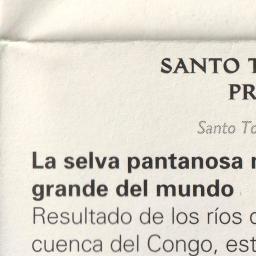 SANTO
PR
Santo To
La selva pantanosa
grande del mundo
Resultado de los ríos
cuenca del Congo, est